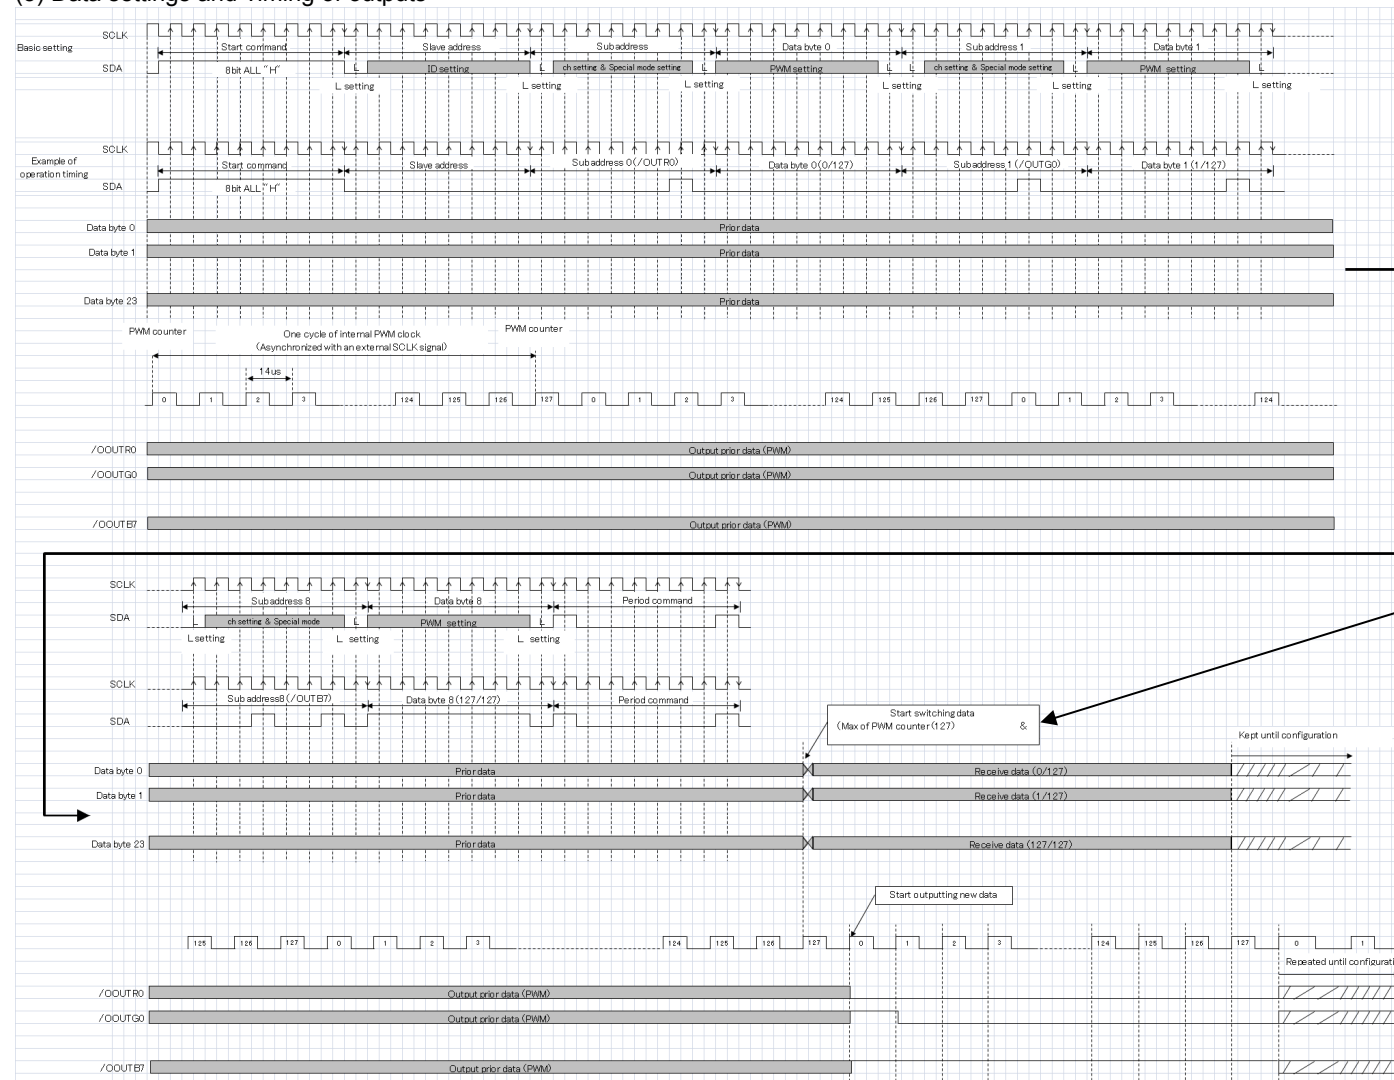 (5) Data settings and Timing of outputs
SCLK
Basic setting
Start command Slave address Subaddress Data byte 0 Subaddress 1 Data byte 1
SDA
8bit ALL "H" L ID setting L ch setting & Special mode setting L PWM setting L L ch setting & Special mode setting L PWM setting L
L setting L setting L setting L setting L setting L setting
SCLK
Example of
operation timing
Start command Slave address Subaddress 0(/OUTR0) Data byte 0(0/127) Subaddress 1 (/OUTG0) Data byte 1 (1/127)
SDA
8bit ALL "H"
Data byte 0 Prior data
Data byte 1 Prior data
Data byte 23 Prior data
PWM counter One cycle of internal PWM clock PWM counter
(Asynchronized with an external SCLK signal)
14us
0 1 2 3 124 125 126 127 0 1 2 3 124 125 126 127 0 1 2 3 124
/OOUTR0 Output prior data (PWM)
/OOUTG0 Output prior data (PWM)
/OOUTB7 Output prior data (PWM)
SCLK
Subaddress 8 Data byte 8 Period command
SDA
L ch setting & Special mode L PWM setting L
L setting L setting L setting
SCLK
Subaddress8 (/OUTB7) Data byte 8 (127/127) Period command
SDA
Start switching data
(Max of PWM counter(127) &
Kept until configuration
Data byte 0 Prior data Receive data (0/127)
Data byte 1 Prior data Receive data (1/127)
Data byte 23 Prior data Receive data (127/127)
Start outputting new data
125 126 127 0 1 2 3 124 125 126 127 0 1 2 3 124 125 126 127 0 1
Repeated until configurati
/OOUTR0 Output prior data (PWM)
/OOUTG0 Output prior data (PWM)
/OOUTB7 Output prior data (PWM)